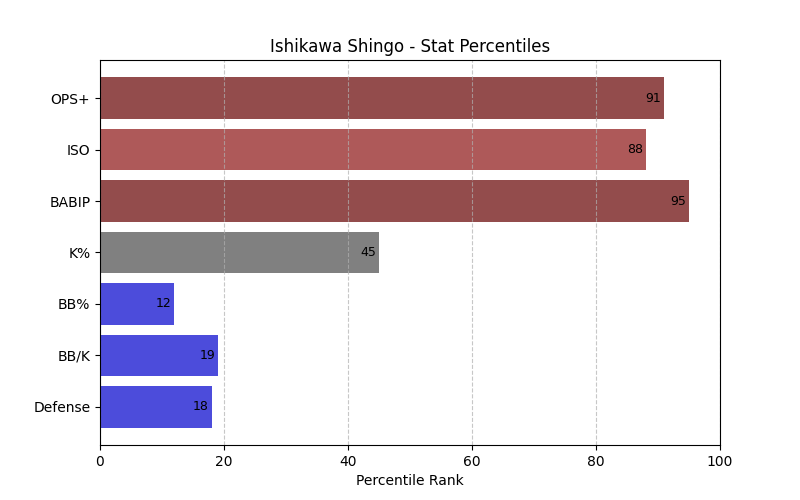 Ishikawa Shingo - Stat Percentiles
OPS+ 91
ISO 88
BABIP 95
K% 45
BB% 12
BB/K 19
Defense 18
0 20 40 60 80 100
Percentile Rank